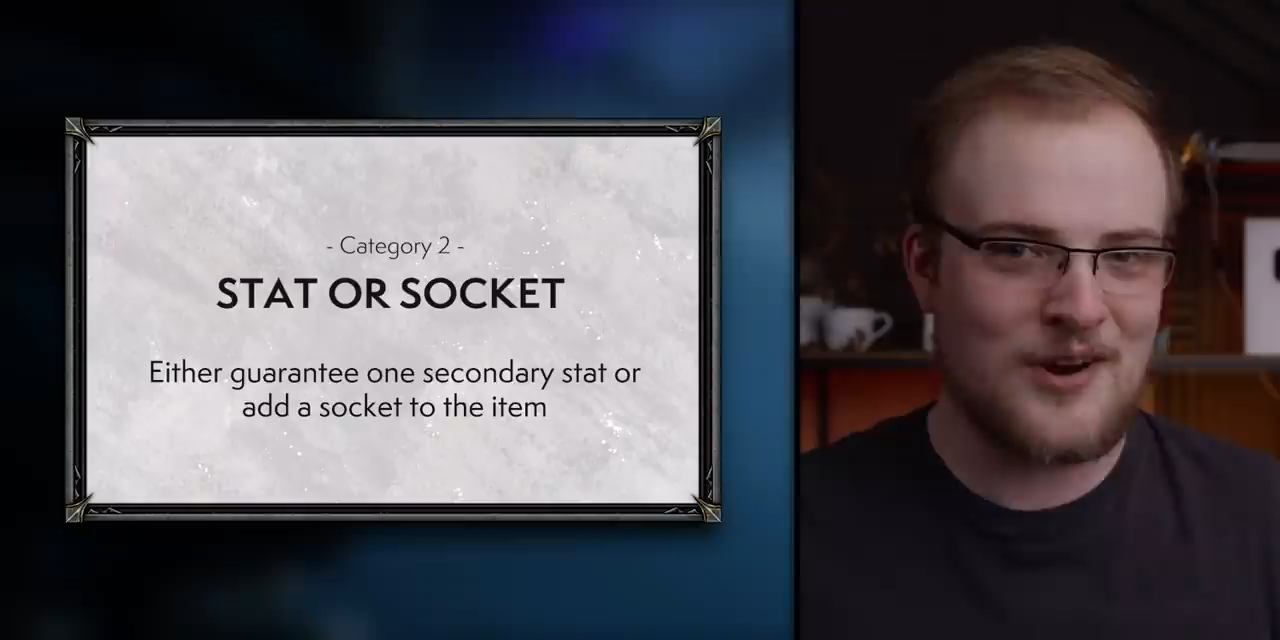 - Category 2 -
STAT OR SOCKET
Either guarantee one secondary stat or
add a socket to the item